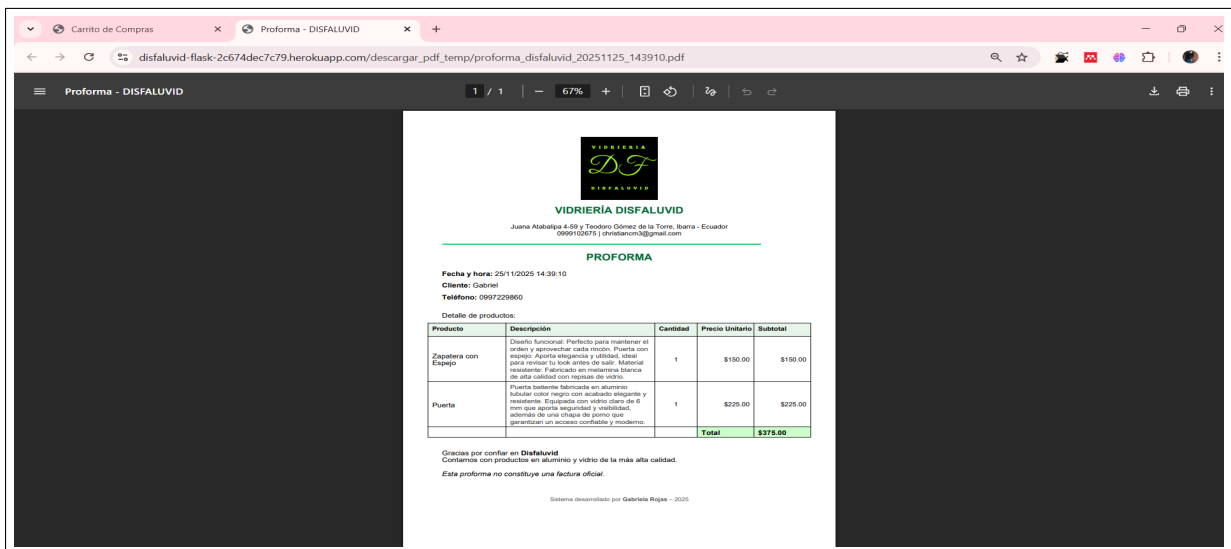 Carrito de Compras
Proforma - DISFALUVID
disfaluvid-flask-2c674dec7c79.herokuapp.com/descargar_pdf_temp/proforma_disfaluvid_20251125_143910.pdf
Proforma - DISFALUVID
1 / 1
67%
VIDRIERIA
DF
DISFALUVID
VIDRIERÍA DISFALUVID
Juana Atabalipa 4-59 y Teodoro Gómez de la Torre, Ibarra - Ecuador
0999102675 | christiancm3@gmail.com
PROFORMA
Fecha y hora: 25/11/2025 14:39:10
Cliente: Gabriel
Teléfono: 0997229860
Detalle de productos:
Producto Descripción Cantidad Precio Unitario Subtotal
Zapatera con Espejo
Diseño funcional: Perfecto para mantener el
orden y aprovechar cada rincón. Puerta con
espejo: Aporta elegancia y utilidad, ideal
para revisar tu look antes de salir. Material
resistente: Fabricado en melamina blanca
de alta calidad con repisas de vidrio.
1 $150.00 $150.00
Puerta
Puerta batiente fabricada en aluminio
tubular color negro con acabado elegante y
resistente. Equipada con vidrio claro de 6
mm que aporta seguridad y visibilidad,
además de una chapa de pomo que
garantizan un acceso confiable y moderno.
1 $225.00 $225.00
Total $375.00
Gracias por confiar en Disfaluvid
Contamos con productos en aluminio y vidrio de la más alta calidad.
Esta proforma no constituye una factura oficial.
Sistema desarrollado por Gabriela Rojas – 2025